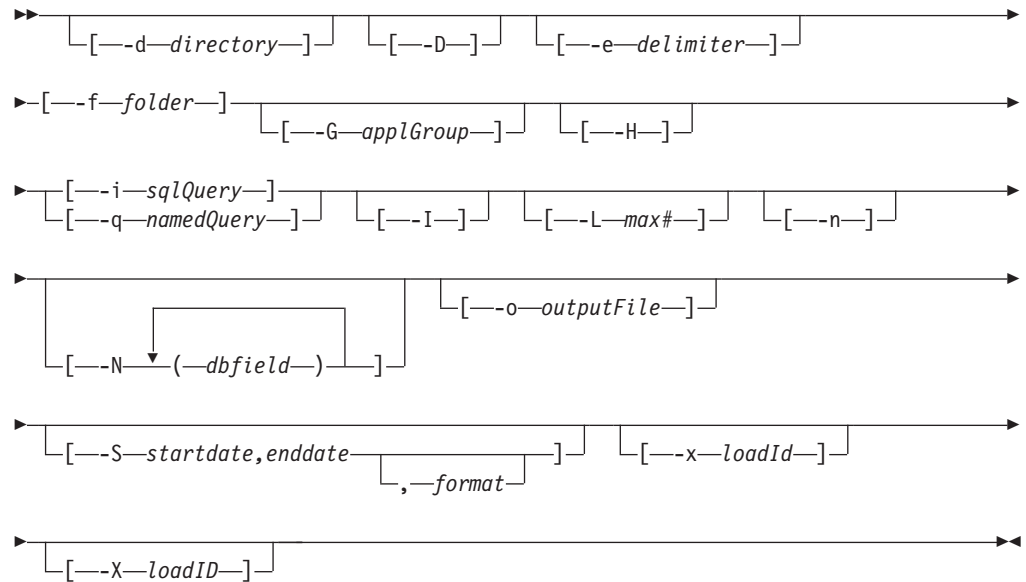 [ -d directory ] [ -D ] [ -e delimiter ]
[ -f folder ]
[ -G applGroup ] [ -H ]
[ -i sqlQuery ]
[ -q namedQuery ] [ -I ] [ -L max# ] [ -n ]
[ -o outputFile ]
[ -N ( dbfield ) ]
[ -S startdate,enddate ] [ -x loadId ]
, format
[ -X loadID ]